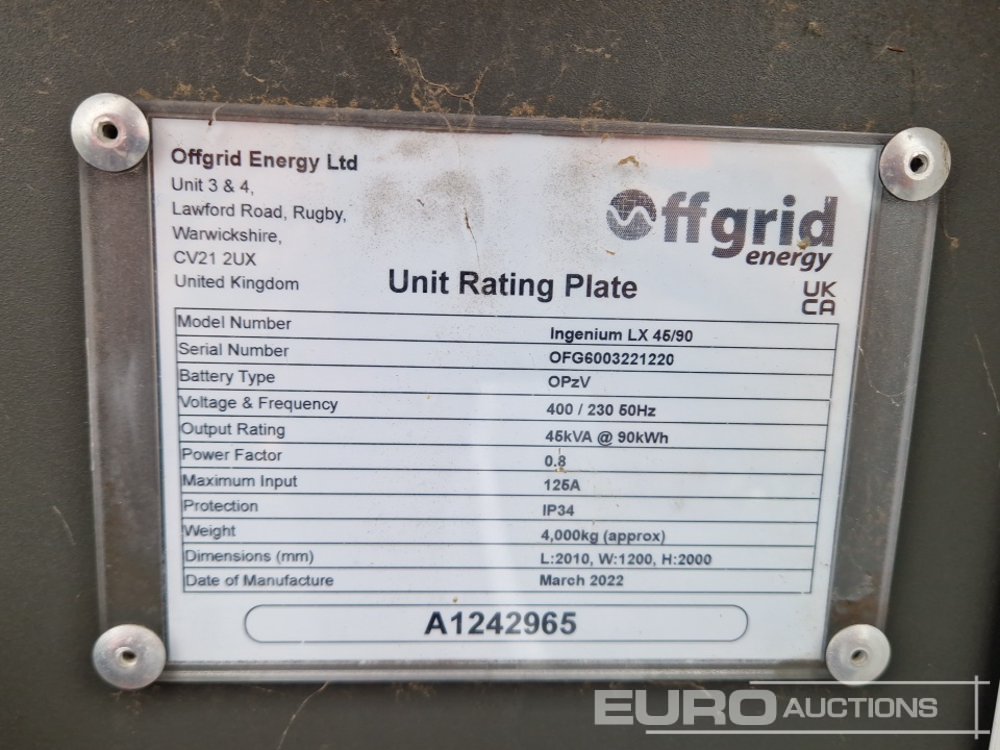 Offgrid Energy Ltd
Unit 3 & 4,
Lawford Road, Rugby,
Warwickshire,
CV21 2UX
United Kingdom
Offgrid
energy
Unit Rating Plate
UK
CA
Model Number Ingenium LX 45/90
Serial Number OFG6003221220
Battery Type OPzV
Voltage & Frequency 400 / 230 50Hz
Output Rating 45kVA @ 90kWh
Power Factor 0.8
Maximum Input 125A
Protection IP34
Weight 4,000kg (approx)
Dimensions (mm) L:2010, W:1200, H:2000
Date of Manufacture March 2022
A1242965
EURO AUCTIONS